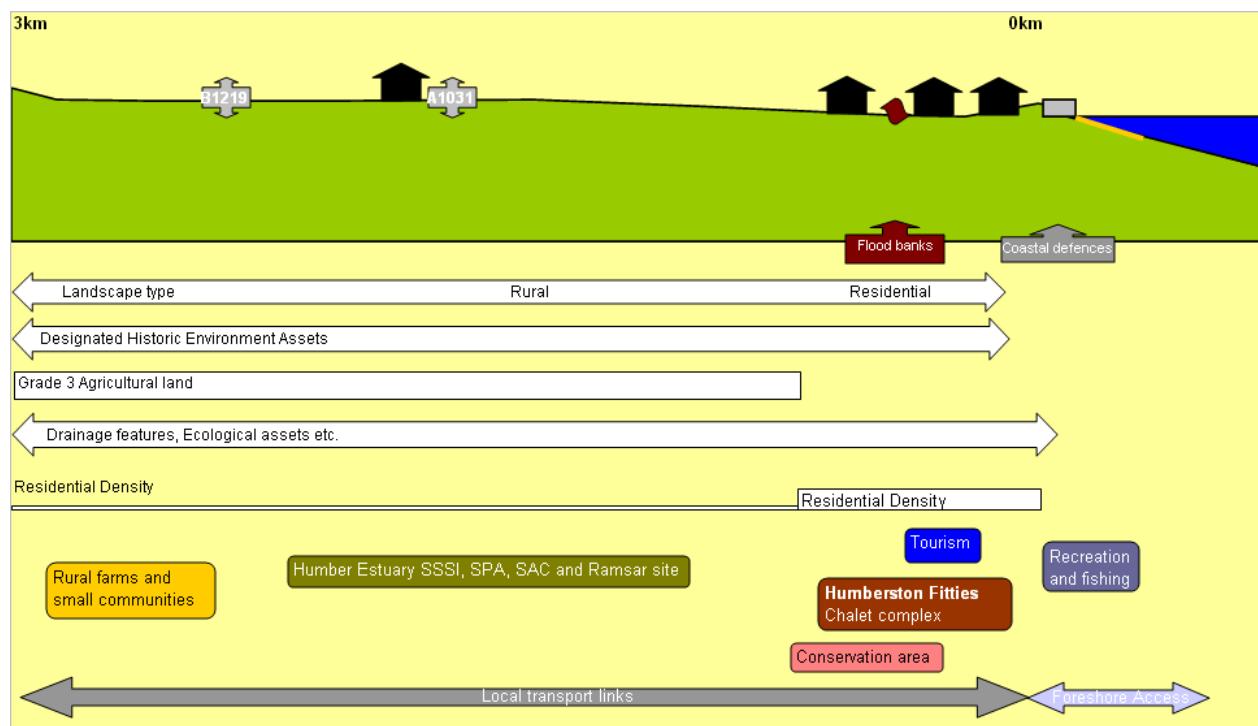 3km
0km
B1219
A1031
Flood banks
Coastal defences
Landscape type
Rural
Residential
Designated Historic Environment Assets
Grade 3 Agricultural land
Drainage features, Ecological assets etc.
Residential Density
Residential Density
Tourism
Rural farms and
small communities
Humber Estuary SSSI, SPA, SAC and Ramsar site
Recreation
and fishing
Humberston Fitties
Chalet complex
Conservation area
Local transport links
Foreshore Access